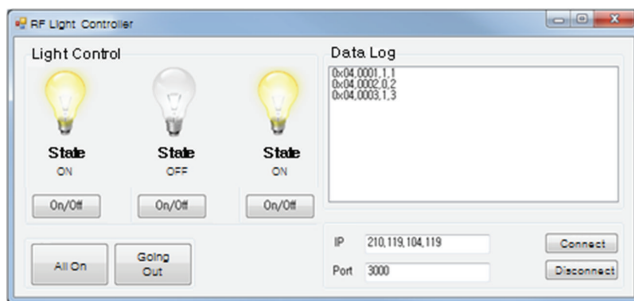 RF Light Controller
Light Control
State State State
ON OFF ON
On/Off On/Off On/Off
All On
Going
Out
Data Log
0x04,0001,1,1
0x04,0002,0,2
0x04,0003,1,3
IP 210,119,104,119 Connect
Port 3000 Disconnect